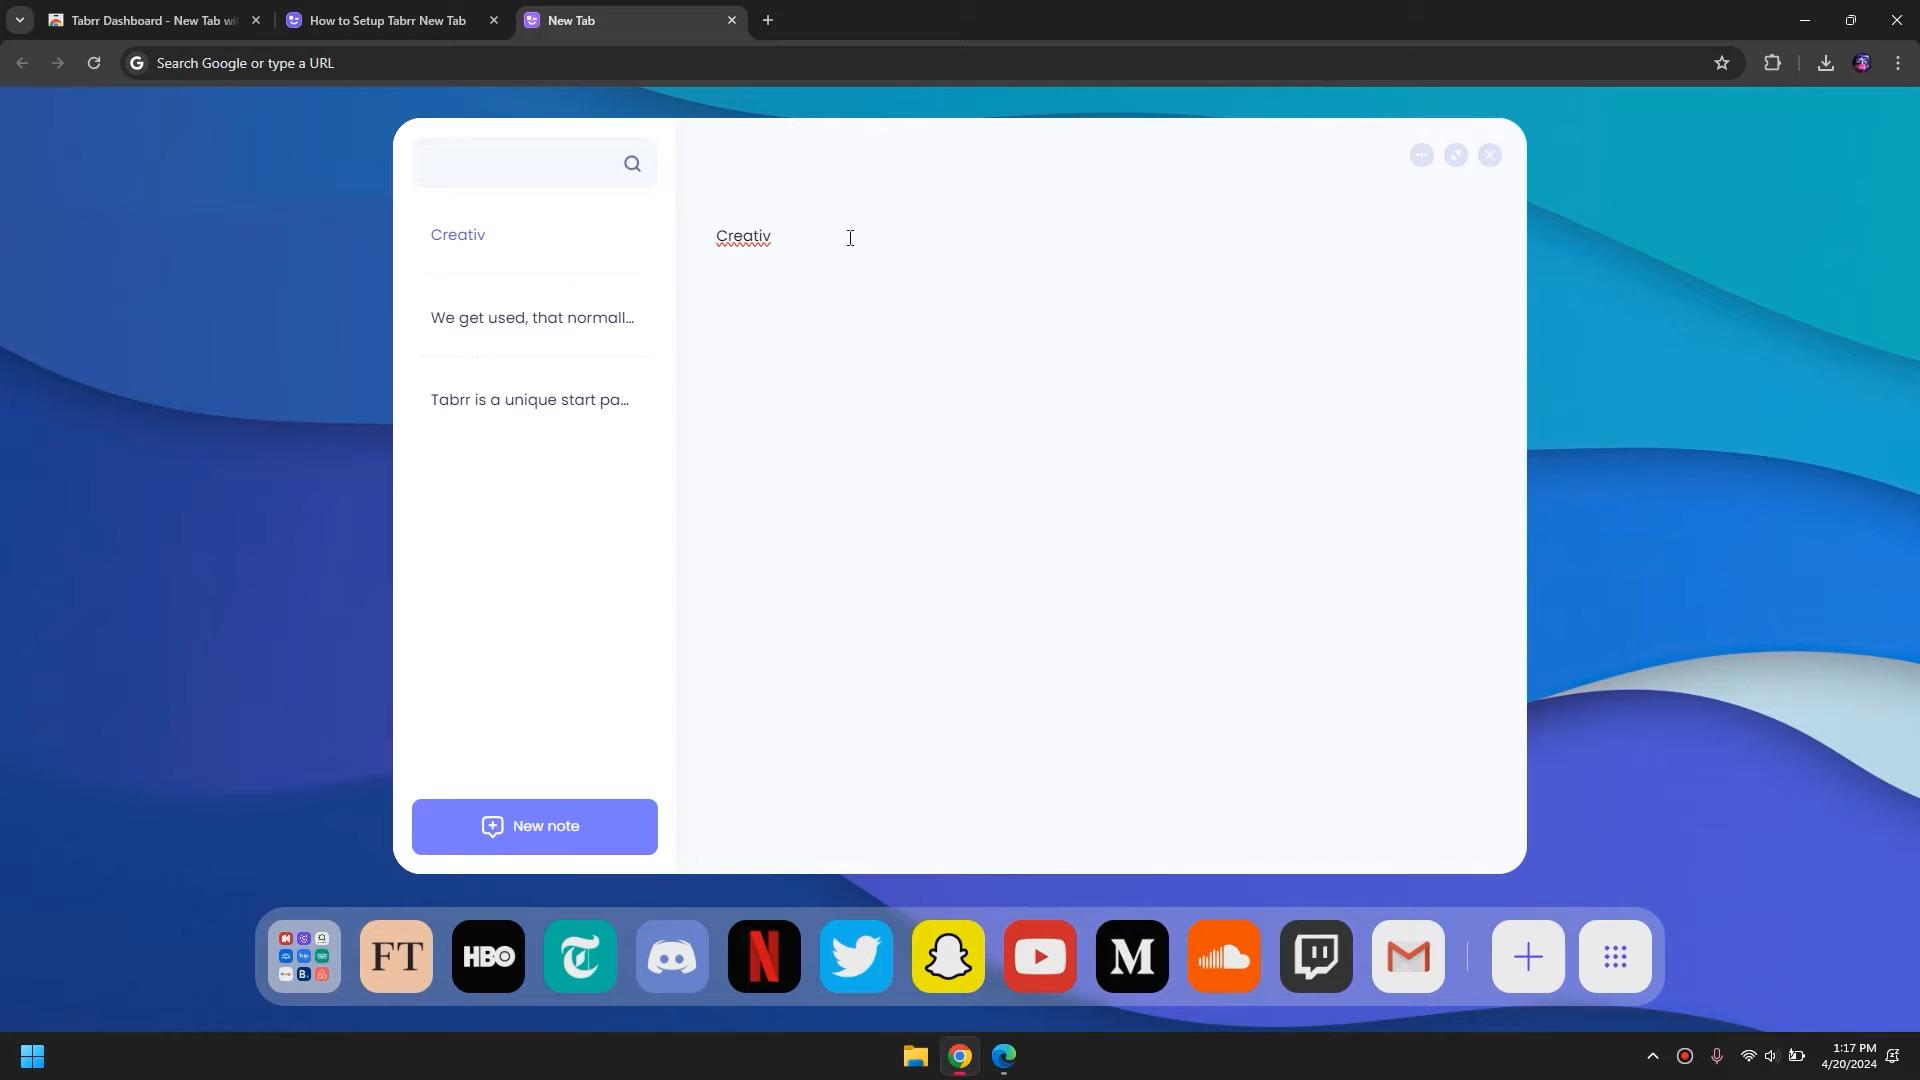 Tabrr Dashboard - New Tab wi
How to Setup Tabrr New Tab
New Tab
Search Google or type a URL
Creativ
Creativ
We get used, that normall...
Tabrr is a unique start pa...
New note
FT
HBO
N
M
B.
1:17 PM
4/20/2024